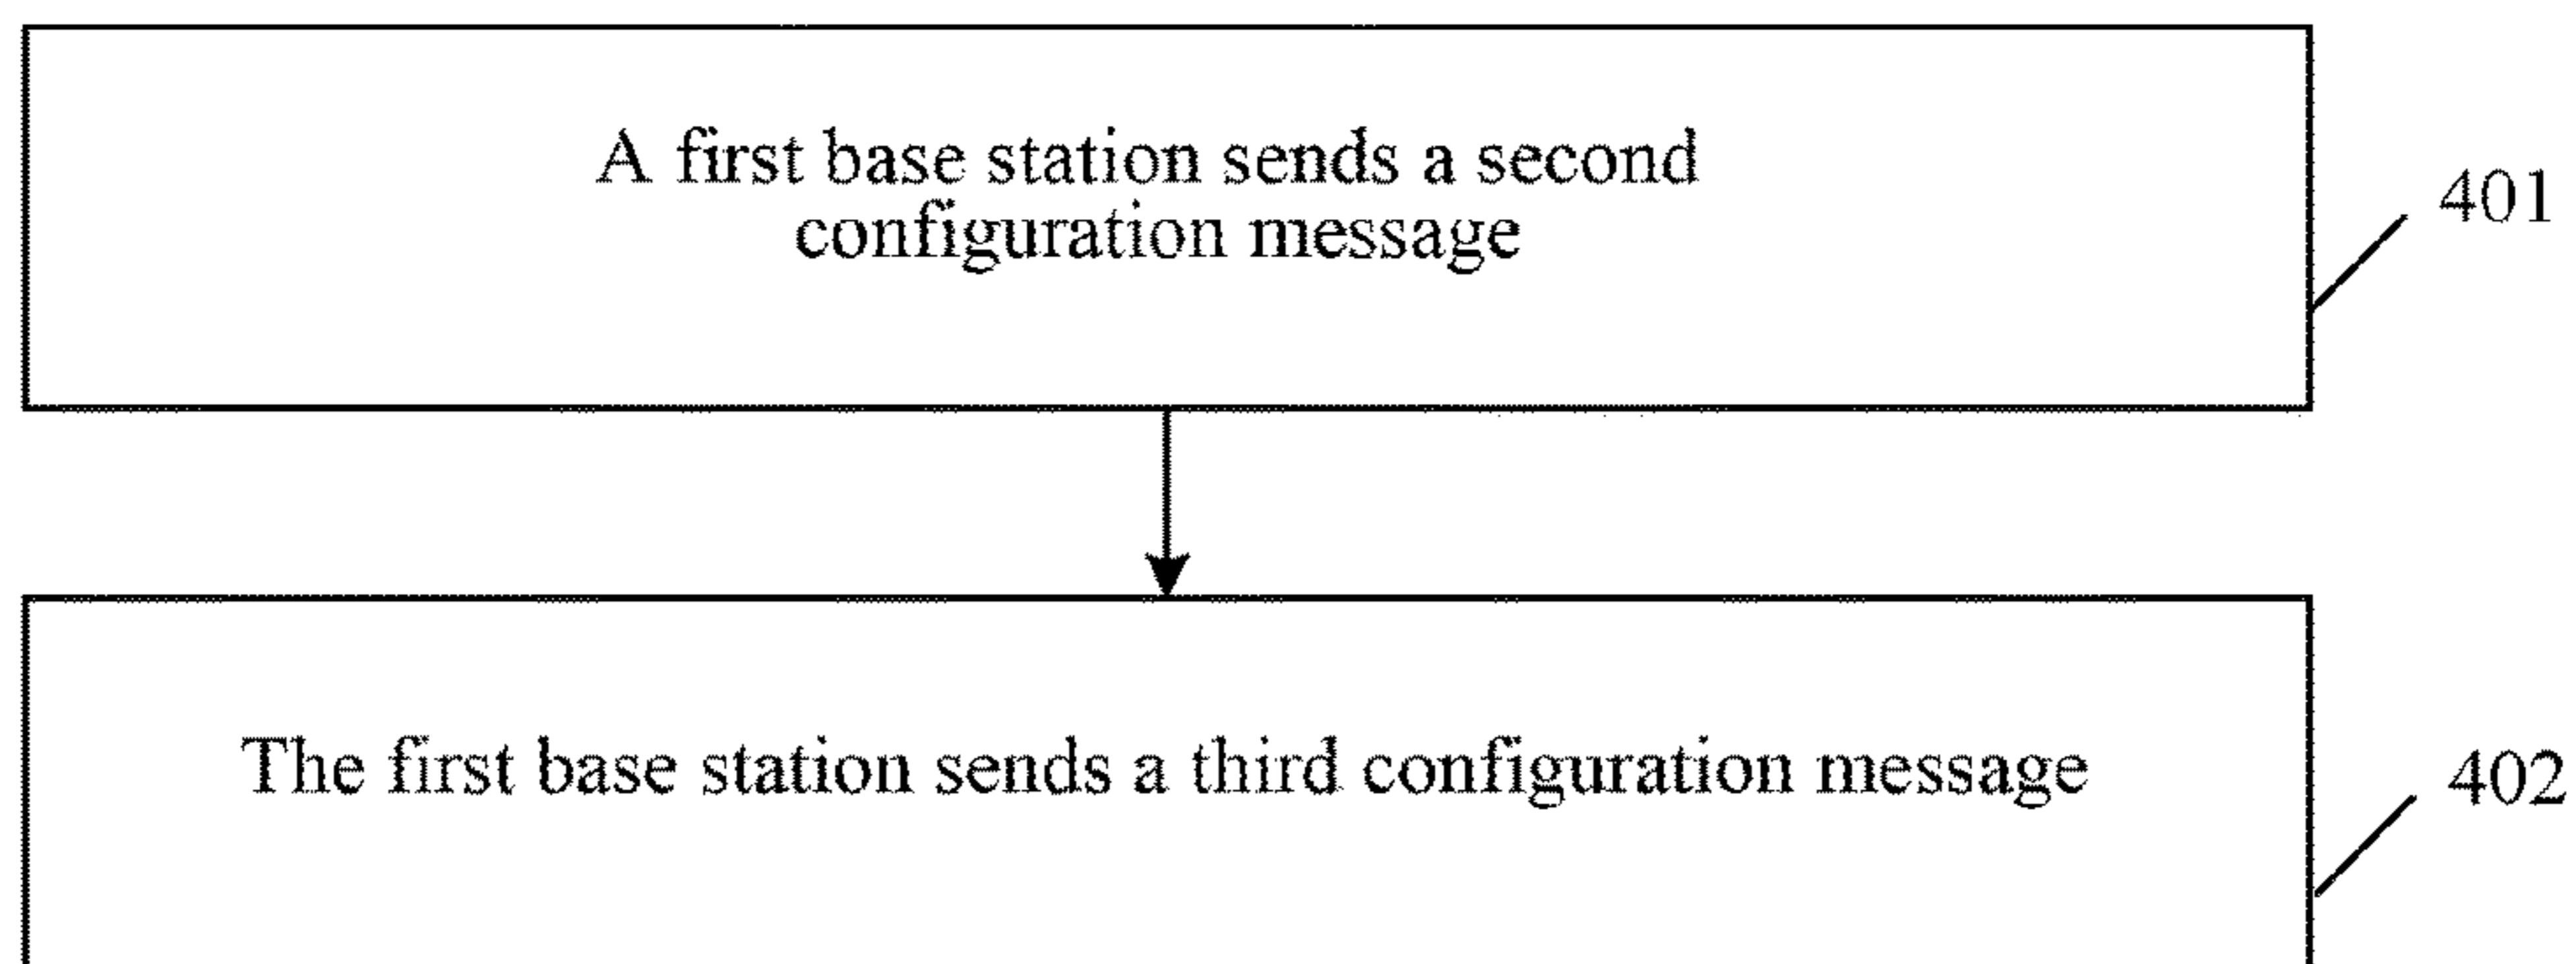 A first base station sends a second
configuration message
401
The first base station sends a third configuration message
402